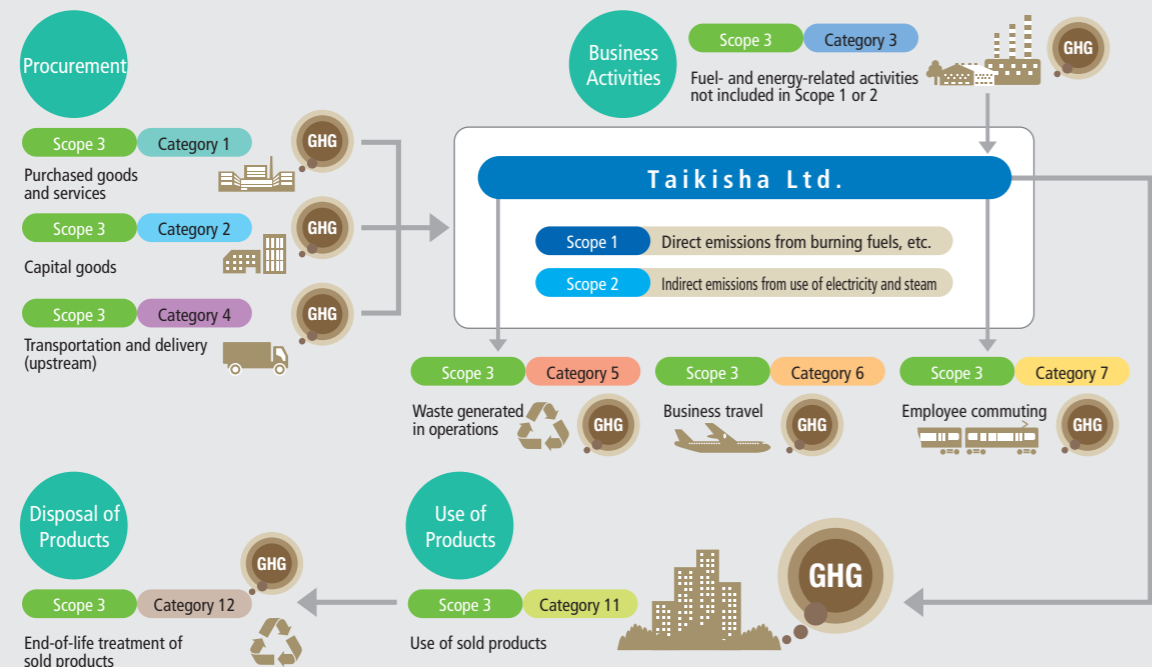 Procurement
Scope 3 Category 1
GHG
Purchased goods
and services
Scope 3 Category 2
GHG
Capital goods
Scope 3 Category 4
GHG
Transportation and delivery
(upstream)
Business
Activities
Scope 3 Category 3
GHG
Fuel- and energy-related activities
not included in Scope 1 or 2
Taikisha Ltd.
Scope 1 Direct emissions from burning fuels, etc.
Scope 2 Indirect emissions from use of electricity and steam
Scope 3 Category 5
Waste generated
in operations
GHG
Scope 3 Category 6
Business travel
GHG
Scope 3 Category 7
Employee commuting
GHG
Use of
Products
Scope 3 Category 11
Use of sold products
GHG
Disposal of
Products
GHG
Scope 3 Category 12
End-of-life treatment of
sold products